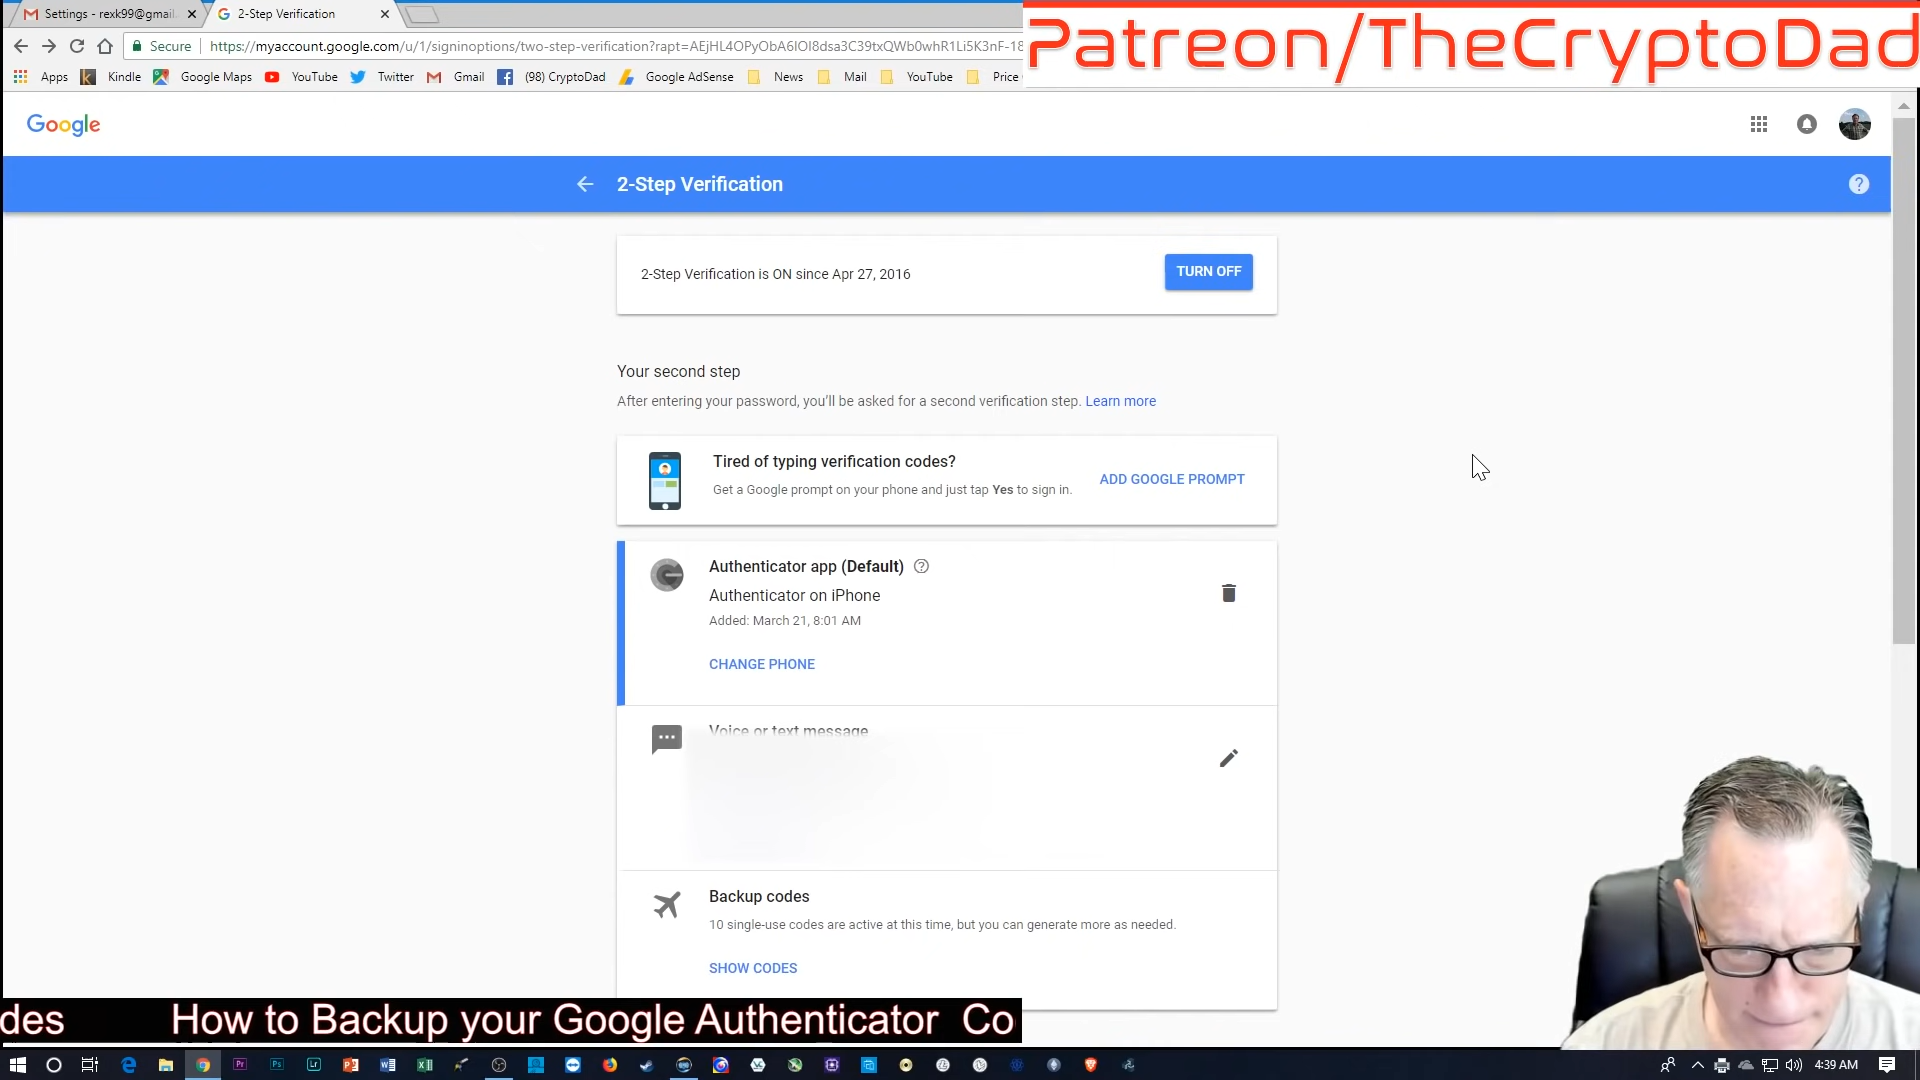 Settings - rexk99@gmail.
2-Step Verification
Patreon/TheCryptoDad
Secure
https://myaccount.google.com/u/1/signinoptions/two-step-verification?rapt=AEjHL4OPyObA6IOI8dsa3C39txQWb0whR1Li5K3nF-18
Apps Kindle Google Maps YouTube Twitter Gmail (98) CryptoDad Google AdSense News Mail YouTube Price
Google
2-Step Verification
2-Step Verification is ON since Apr 27, 2016
TURN OFF
Your second step
After entering your password, you'll be asked for a second verification step. Learn more
Tired of typing verification codes?
Get a Google prompt on your phone and just tap Yes to sign in.
ADD GOOGLE PROMPT
Authenticator app (Default)
Authenticator on iPhone
Added: March 21, 8:01 AM
CHANGE PHONE
Voice or text message
Backup codes
10 single-use codes are active at this time, but you can generate more as needed.
SHOW CODES
des How to Backup your Google Authenticator Co
4:39 AM